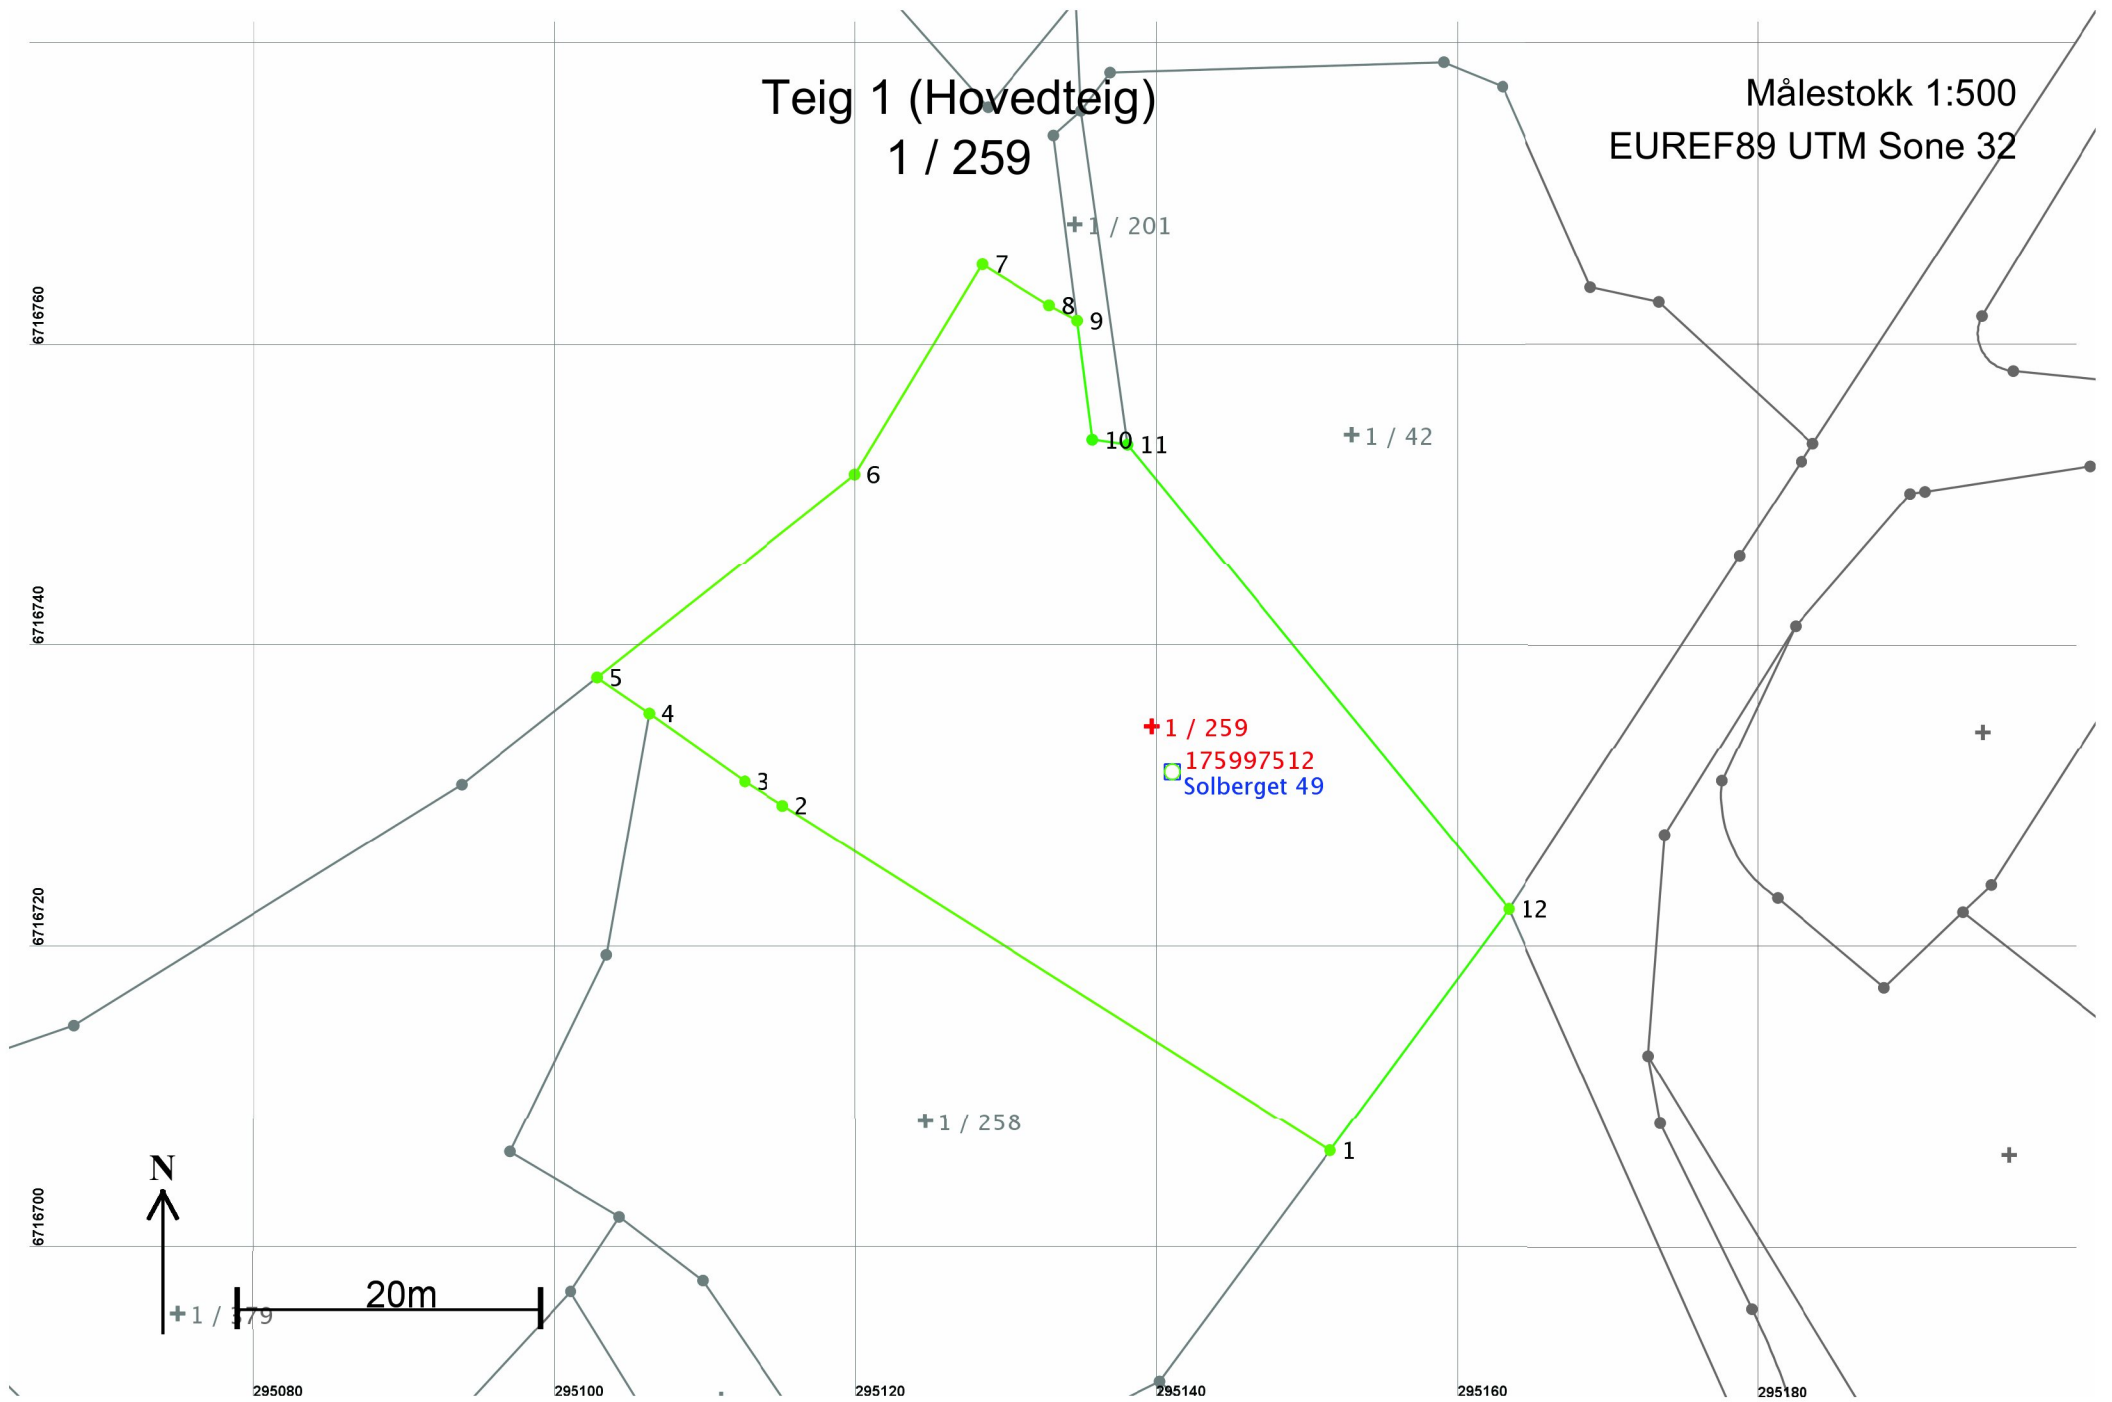 Teig 1 (Hovedteig)
1 / 259
Målestokk 1:500
EUREF89 UTM Sone 32
1 / 201
7
8
9
6716760
10
11
1 / 42
6
6716740
5
4
1 / 259
175997512
Solberget 49
3
2
12
6716720
1 / 258
1
N
6716700
20m
1 / 379
295080
295100
295120
295140
295160
295180